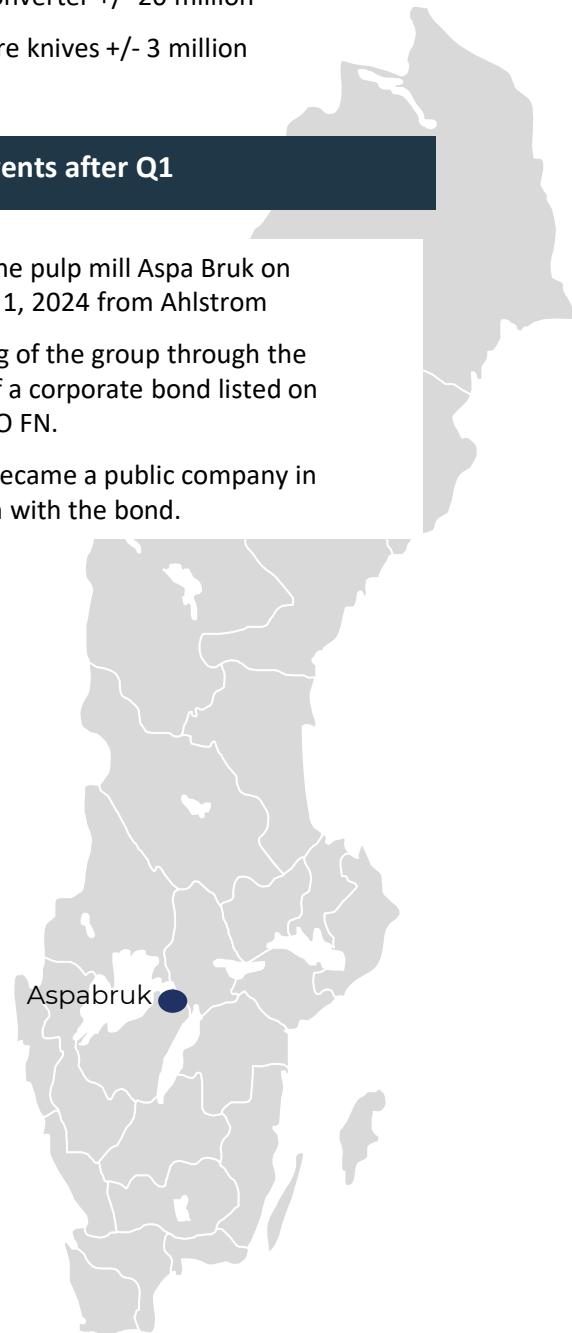 onverter +/- 20 million
re knives +/- 3 million
ents after Q1
he pulp mill Aspa Bruk on
1, 2024 from Ahlstrom
g of the group through the
f a corporate bond listed on
O FN.
ecame a public company in
with the bond.
Aspabruk